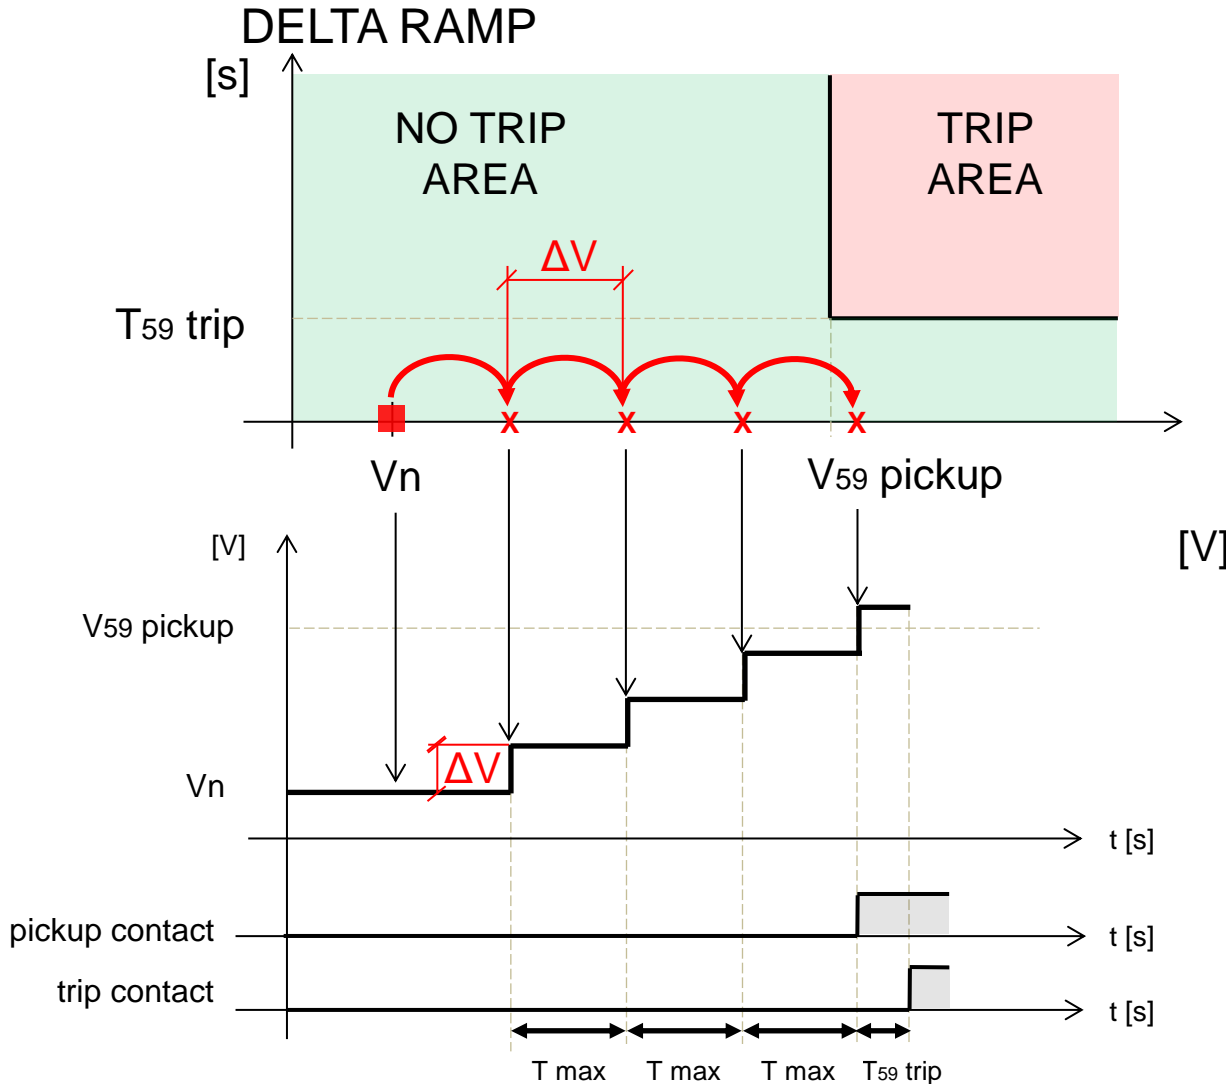 DELTA RAMP
[s]
NO TRIP
AREA
TRIP
AREA
ΔV
T59 trip
x x x x
Vn
V59 pickup
[V]
[V]
V59 pickup
ΔV
Vn
t [s]
pickup contact
t [s]
trip contact
t [s]
T max T max T max T59 trip